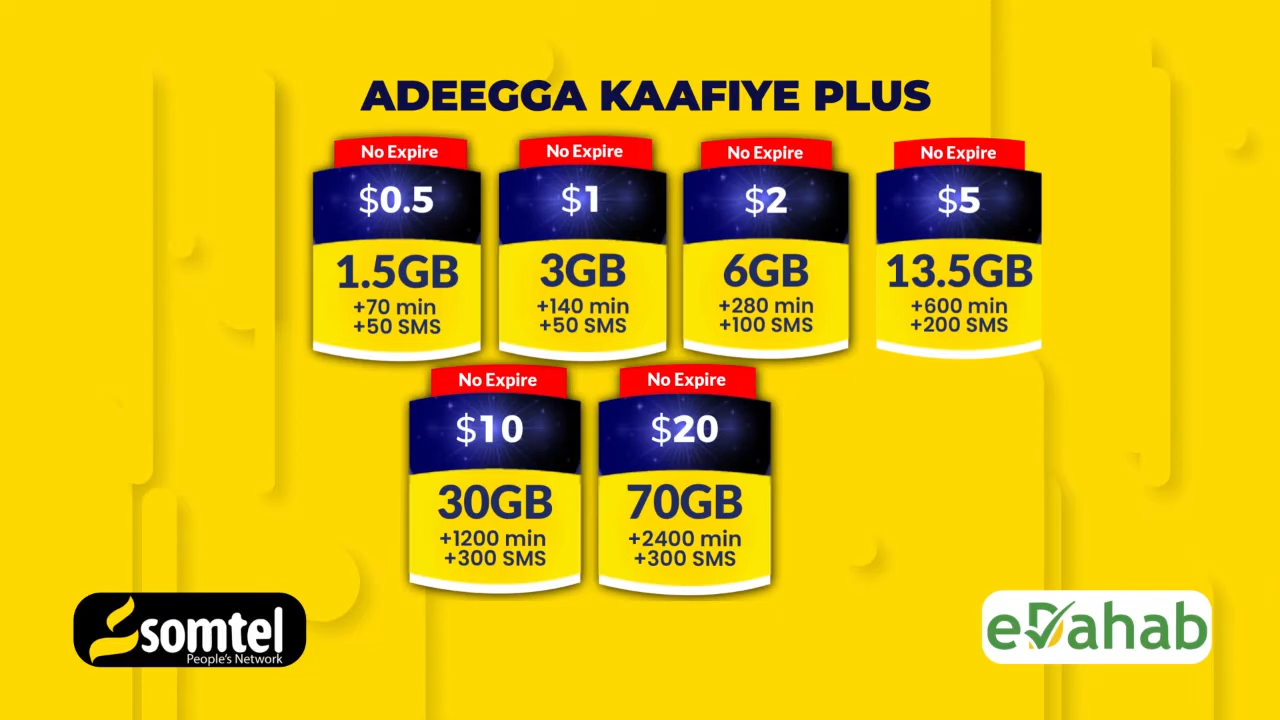 ADEEGGA KAAFIYE PLUS
No Expire
$0.5
1.5GB
+70 min
+50 SMS
No Expire
$1
3GB
+140 min
+50 SMS
No Expire
$2
6GB
+280 min
+100 SMS
No Expire
$5
13.5GB
+600 min
+200 SMS
No Expire
$10
30GB
+1200 min
+300 SMS
No Expire
$20
70GB
+2400 min
+300 SMS
somtel
People's Network
eDahab